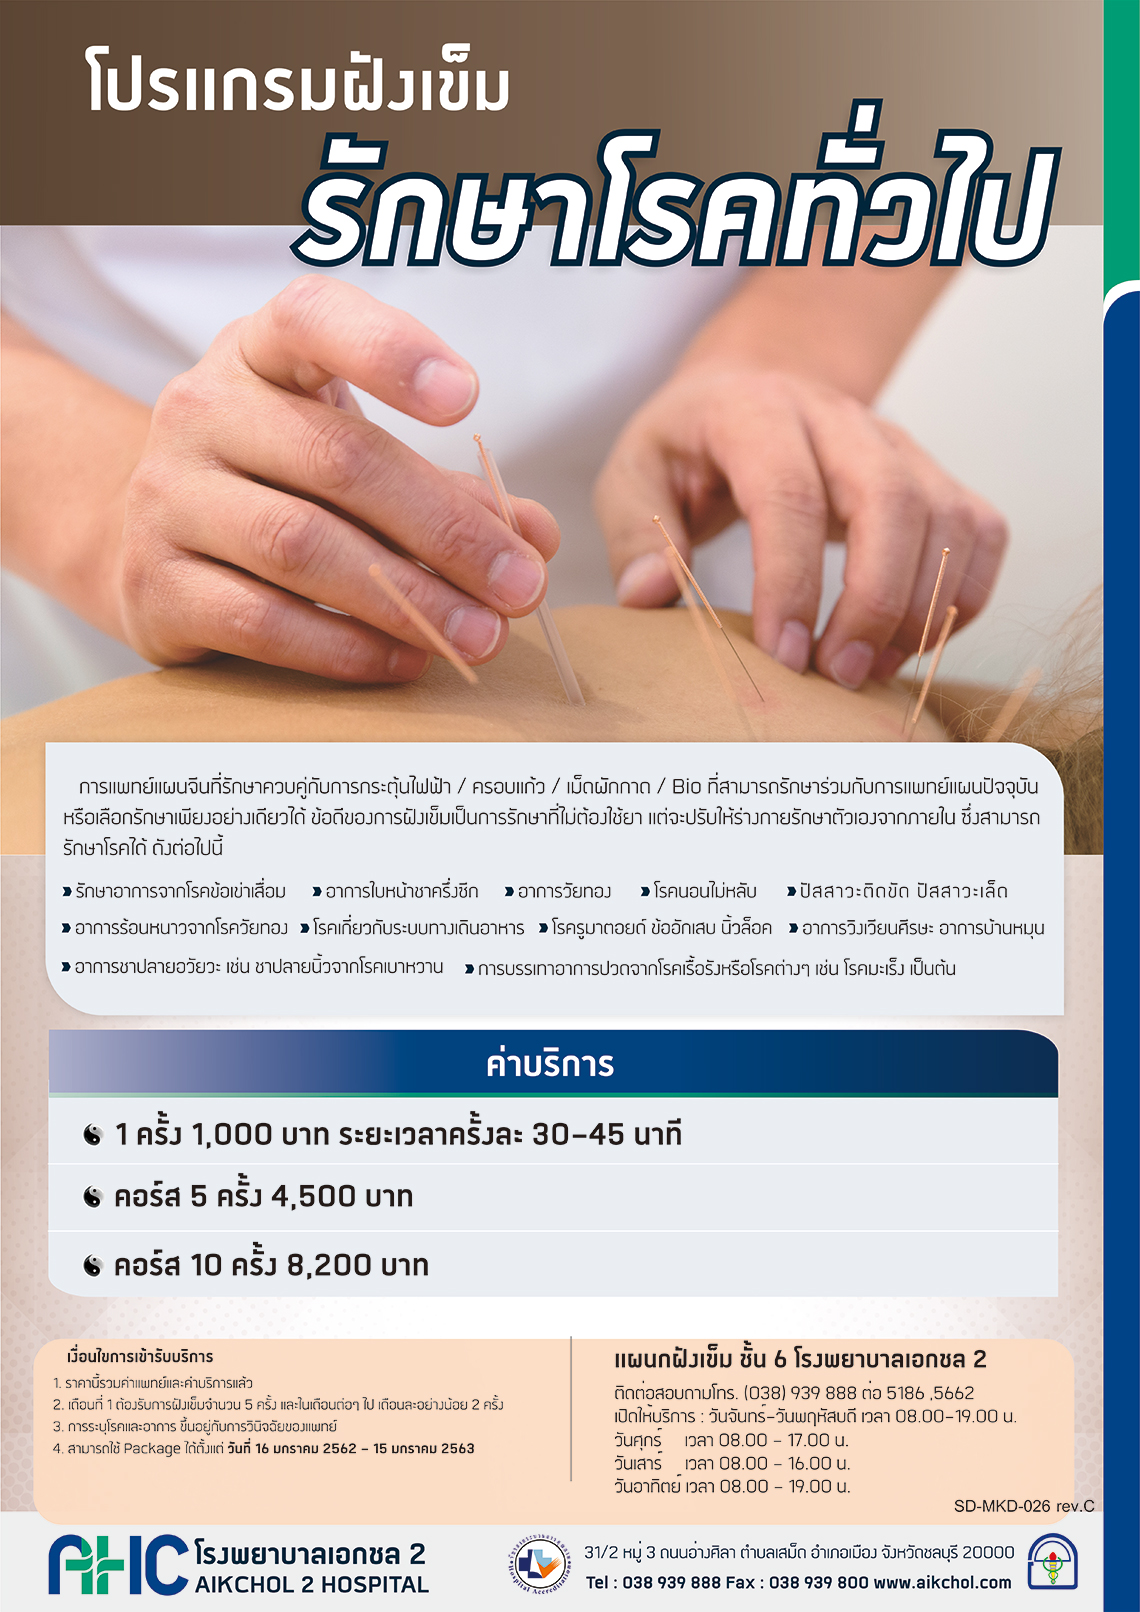 โปรแกรมฝังเข็ม
รักษาโรคทั่วไป
การแพทย์แผนจีนที่รักษาควบคู่กับการกระตุ้นไฟฟ้า / ครอบแก้ว / เม็ดผักกาด / Bio ที่สามารถรักษาร่วมกับการแพทย์แผนปัจจุบัน
หรือเลือกรักษาเพียงอย่างเดียวได้ ข้อดีของการฝังเข็มเป็นการรักษาที่ไม่ต้องใช้ยา แต่จะปรับให้ร่างกายรักษาตัวเองจากภายใน ซึ่งสามารถ
รักษาโรคได้ ดังต่อไปนี้
รักษาอาการจากโรคข้อเข่าเสื่อม อาการใบหน้าชาครึ่งซีก อาการวัยทอง โรคนอนไม่หลับ ปัสสาวะติดขัด ปัสสาวะเล็ด
อาการร้อนหนาวจากโรควัยทอง โรคเกี่ยวกับระบบทางเดินอาหาร โรครูมาตอยด์ ข้ออักเสบ นิ้วล็อค อาการวิงเวียนศีรษะ อาการบ้านหมุน
อาการชาปลายอวัยวะ เช่น ชาปลายนิ้วจากโรคเบาหวาน การบรรเทาอาการปวดจากโรคเรื้อรังหรือโรคต่างๆ เช่น โรคมะเร็ง เป็นต้น
ค่าบริการ
1 ครั้ง 1,000 บาท ระยะเวลาครั้งละ 30-45 นาที
คอร์ส 5 ครั้ง 4,500 บาท
คอร์ส 10 ครั้ง 8,200 บาท
เงื่อนไขการเข้ารับบริการ
1. ราคานี้รวมค่าแพทย์และค่าบริการแล้ว
2. เดือนที่ 1 ต้องรับการฝังเข็มจำนวน 5 ครั้ง และในเดือนต่อๆ ไป เดือนละอย่างน้อย 2 ครั้ง
3. การระบุโรคและอาการ ขึ้นอยู่กับการวินิจฉัยของแพทย์
4. สามารถใช้ Package ได้ตั้งแต่ วันที่ 16 มกราคม 2562 - 15 มกราคม 2563
แผนกฝังเข็ม ชั้น 6 โรงพยาบาลเอกชล 2
ติดต่อสอบถามโทร. (038) 939 888 ต่อ 5186 ,5662
เปิดให้บริการ : วันจันทร์-วันพฤหัสบดี เวลา 08.00-19.00 น.
วันศุกร์ เวลา 08.00 - 17.00 น.
วันเสาร์ เวลา 08.00 - 16.00 น.
วันอาทิตย์ เวลา 08.00 - 19.00 น.
SD-MKD-026 rev.C
AHC โรงพยาบาลเอกชล 2
AIKCHOL 2 HOSPITAL
Hospital Accreditation
31/2 หมู่ 3 ถนนอ่างศิลา ตำบลเสม็ด อำเภอเมือง จังหวัดชลบุรี 20000
Tel : 038 939 888 Fax : 038 939 800 www.aikchol.com